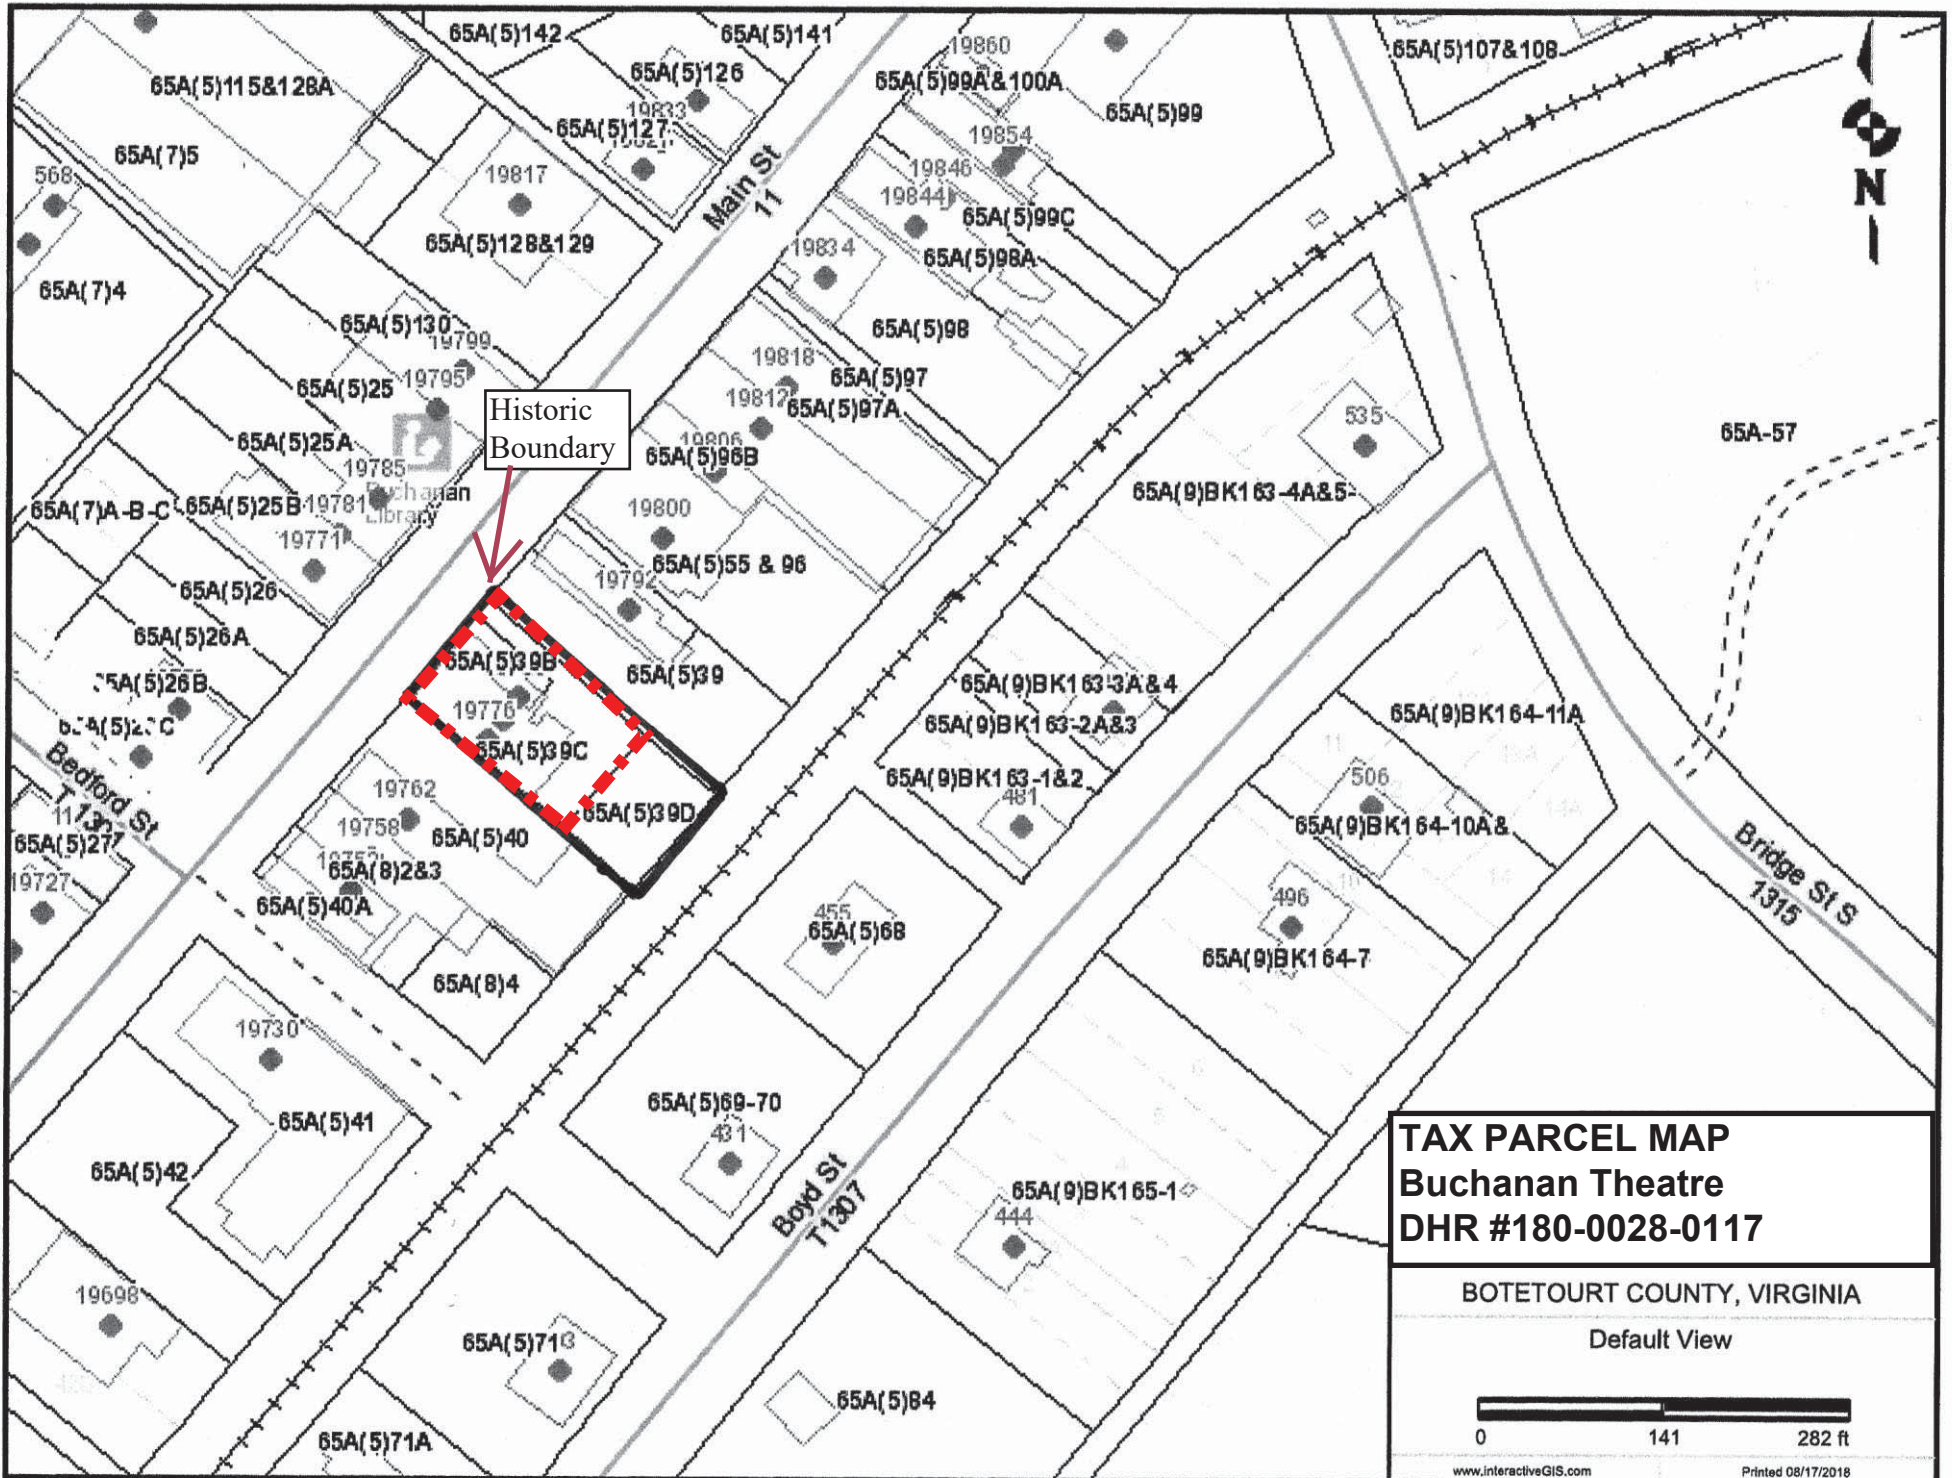 65A(5)142
65A(5)141
19860
65A(5)107&108
65A(5)126
65A(5)99A&100A
65A(5)115&128A
19833
65A(5)99
65A(5)127
19854
65A(7)5
568
19817
Main St
11
19846
19844
N
65A(5)99C
65A(5)128&129
19834
65A(5)98A
65A(7)4
65A(5)130
19799
65A(5)98
19818
65A(5)25
19795
65A(5)97
19812
65A(5)97A
Historic
Boundary
535
65A-57
65A(5)25A
19806
65A(5)96B
19785
Buchanan
Library
65A(9)BK163-4A&5
65A(7)A-B-C
65A(5)25B
19781
19800
19771
65A(5)55 & 96
19792
65A(5)26
65A(5)26A
65A(5)39B
65A(5)39
65A(5)26B
65A(9)BK163-3A&4
19776
65A(9)BK163-2A&3
65A(9)BK164-11A
65A(5)39C
Bedford St
65A(9)BK163-1&2
481
506
19762
65A(5)39D
19758
65A(5)40
65A(5)27
65A(9)BK164-10A&
65A(8)2&3
19727
65A(5)40A
496
455
65A(5)68
Bridge St S
1315
65A(9)BK164-7
65A(8)4
19730
65A(5)41
65A(5)69-70
431
65A(5)42
Boyd St
T1307
65A(9)BK165-1
444
TAX PARCEL MAP
Buchanan Theatre
DHR #180-0028-0117
19698
BOTETOURT COUNTY, VIRGINIA
65A(5)71
Default View
65A(5)84
65A(5)71A
0 141 282 ft
www.interactiveGIS.com Printed 08/17/2018